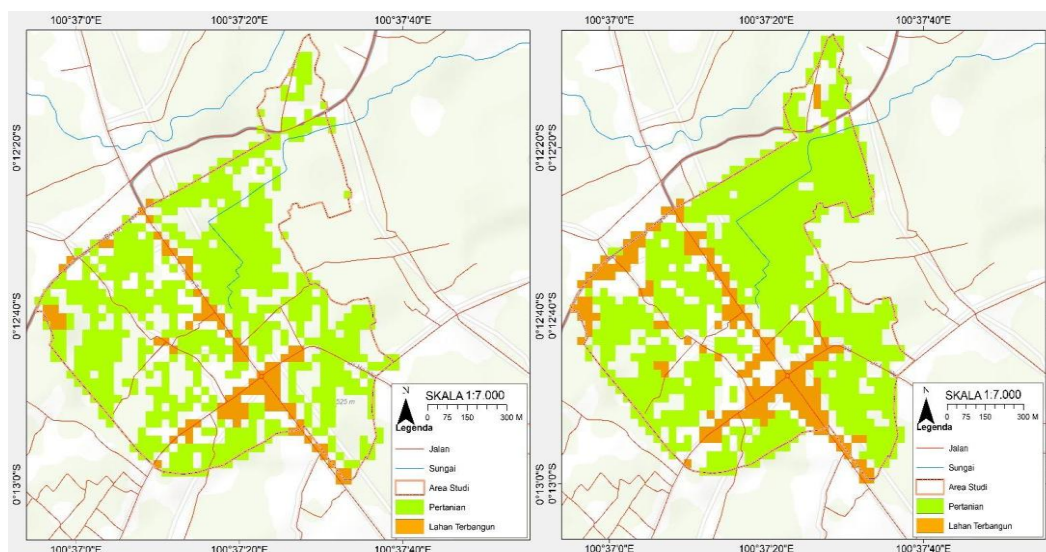 100°37'0"E 100°37'20"E 100°37'40"E
0°12'20"S
0°12'40"S
0°13'0"S
520 m
N
SKALA 1:7.000
0 75 150 300 M
Legenda
Jalan
Sungai
Area Studi
Pertanian
Lahan Terbangun
100°37'0"E 100°37'20"E 100°37'40"E
100°37'0"E 100°37'20"E 100°37'40"E
0°12'20"S
0°12'40"S
0°13'0"S
N
SKALA 1:7.000
0 75 150 300 M
Legenda
Jalan
Sungai
Area Studi
Pertanian
Lahan Terbangun
100°37'0"E 100°37'20"E 100°37'40"E